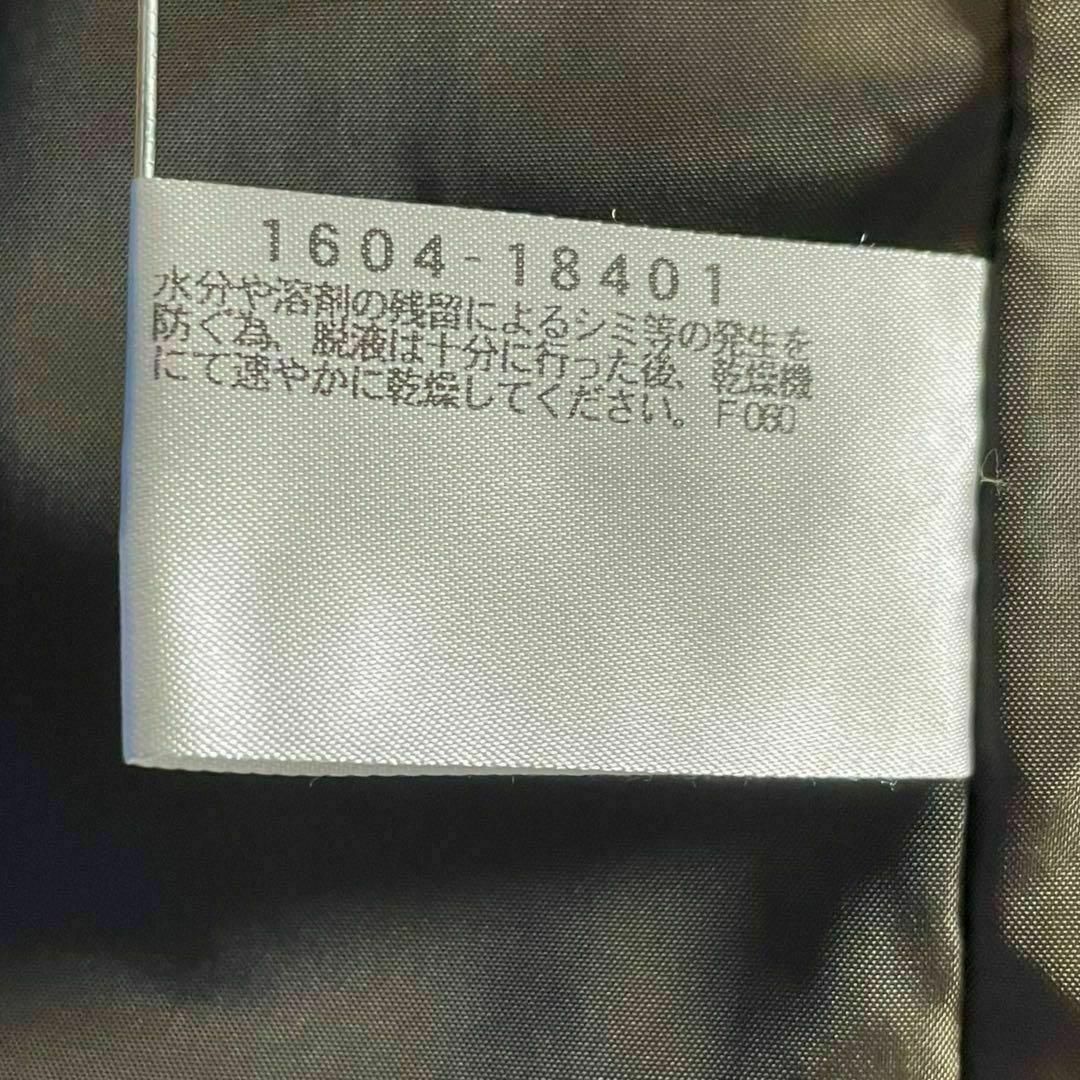 1604-18401
水分や溶剤の残留によるシミ等の発生を
防ぐ為、脱液は十分に行った後、乾燥機
にて速やかに乾燥してください。F080